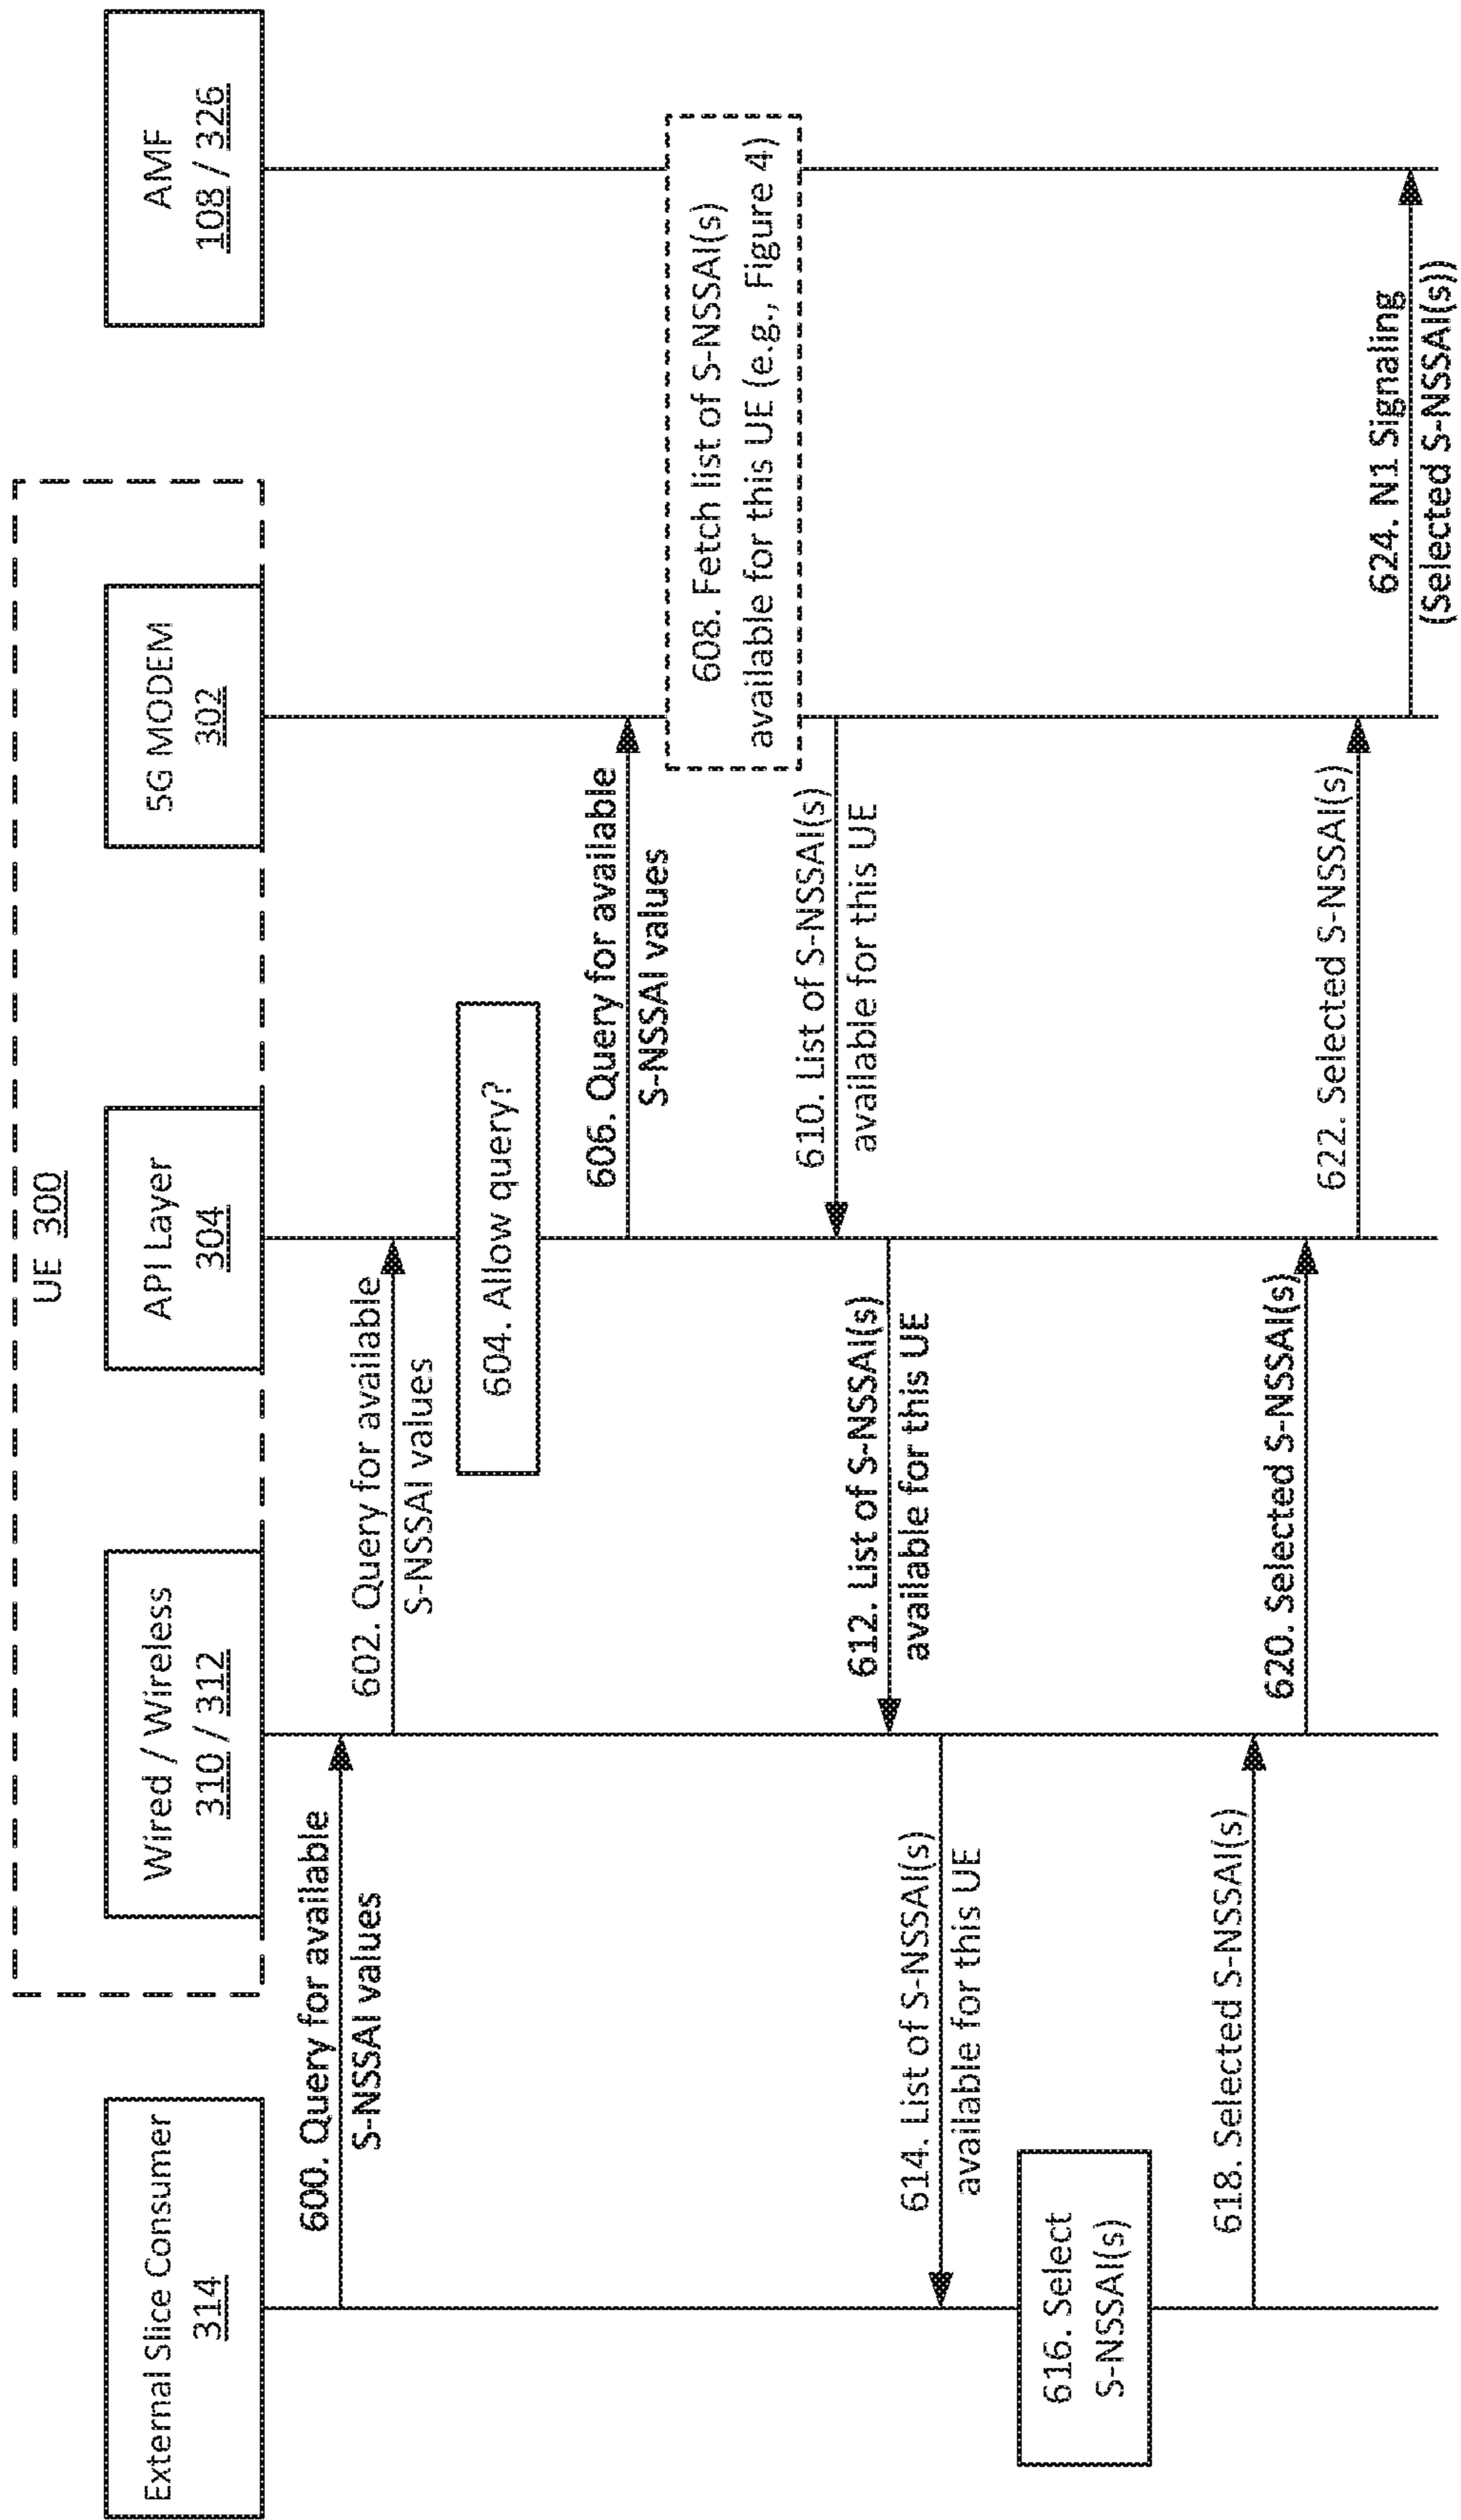 UE 300
External Slice Consumer
314
Wired / Wireless
310 / 312
API Layer
304
5G MODEM
302
AMF
108 / 326
600. Query for available
S-NSSAI values
602. Query for available
S-NSSAI values
604. Allow query?
606. Query for available
S-NSSAI values
608. Fetch list of S-NSSAI(s)
available for this UE (e.g., Figure 4)
610. List of S-NSSAI(s)
available for this UE
612. List of S-NSSAI(s)
available for this UE
614. List of S-NSSAI(s)
available for this UE
616. Select
S-NSSAI(s)
618. Selected S-NSSAI(s)
620. Selected S-NSSAI(s)
622. Selected S-NSSAI(s)
624. N1 Signaling
(Selected S-NSSAI(s))